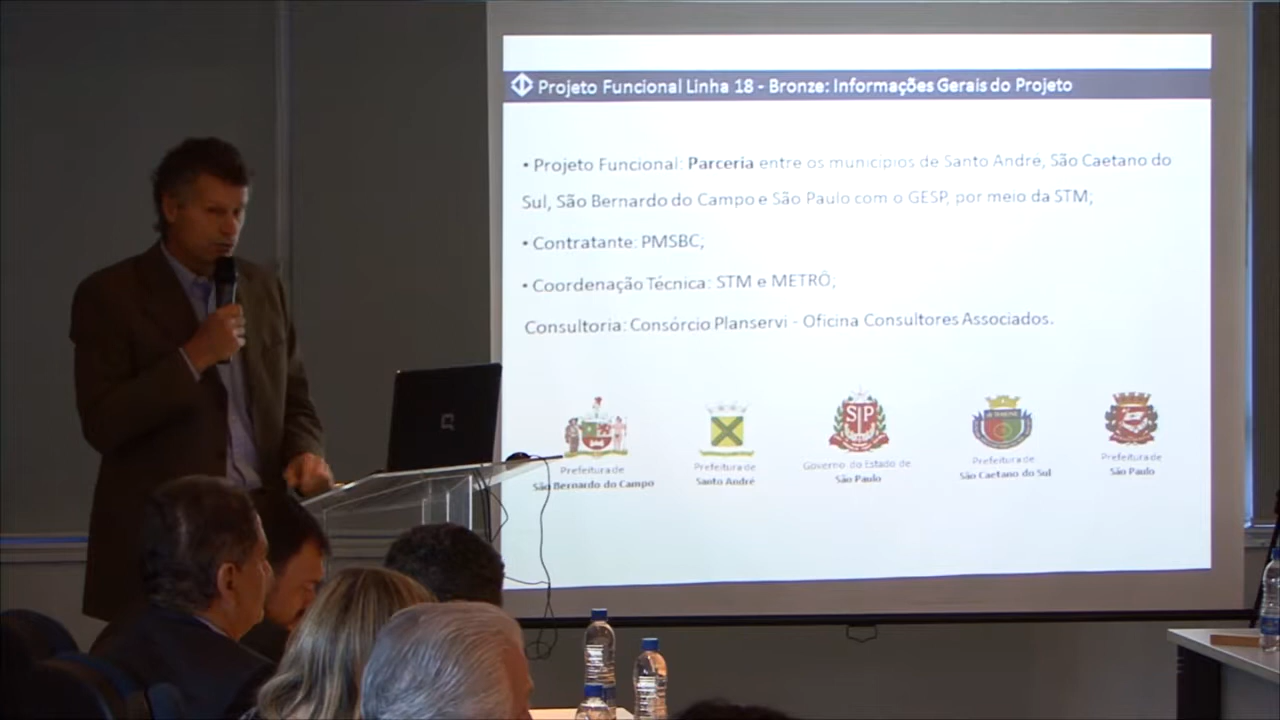 Projeto Funcional Linha 18 - Bronze: Informações Gerais do Projeto
• Projeto Funcional: Parceria entre os municípios de Santo André, São Caetano do
Sul, São Bernardo do Campo e São Paulo com o GESP, por meio da STM;
• Contratante: PMSBC;
• Coordenação Técnica: STM e METRÔ;
Consultoria: Consórcio Planservi - Oficina Consultores Associados.
Prefeitura de
São Bernardo do Campo
Prefeitura de
Santo André
SP
Governo do Estado de
São Paulo
Prefeitura de
São Caetano do Sul
Prefeitura de
São Paulo